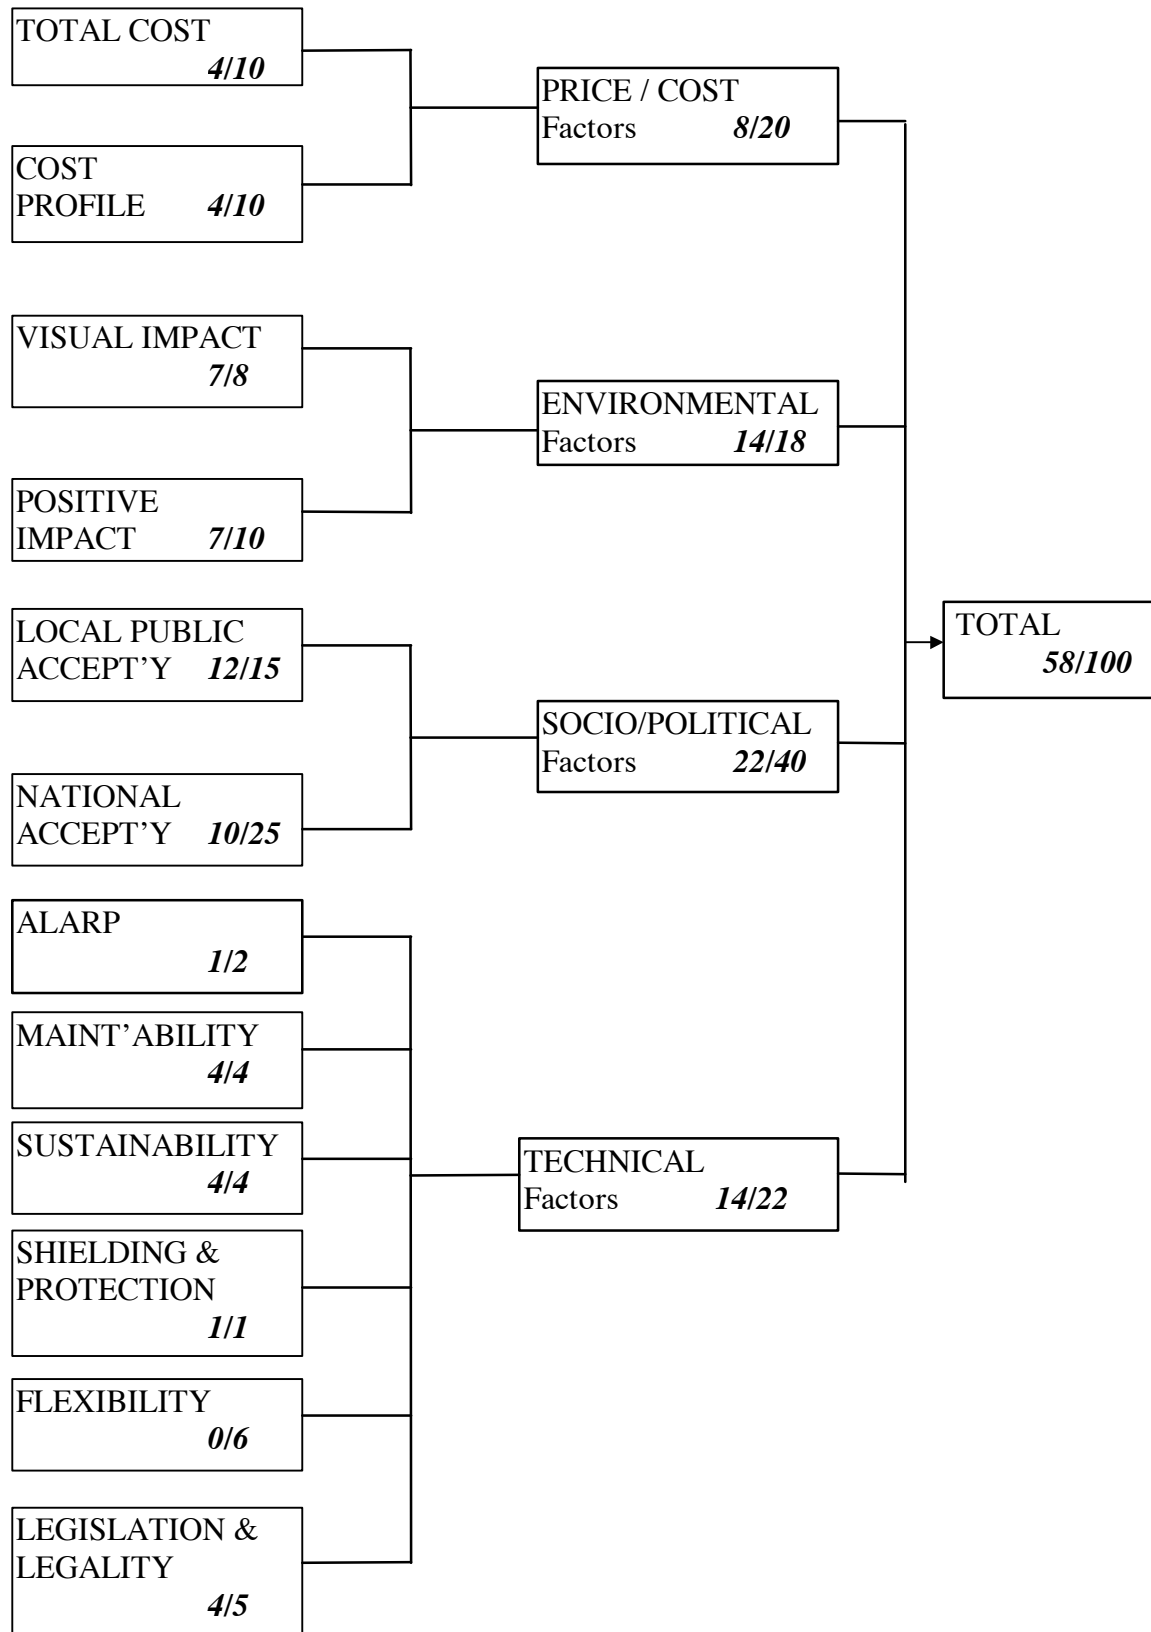 TOTAL COST
4/10
COST
PROFILE 4/10
PRICE / COST
Factors 8/20
VISUAL IMPACT
7/8
POSITIVE
IMPACT 7/10
ENVIRONMENTAL
Factors 14/18
LOCAL PUBLIC
ACCEPT’Y 12/15
NATIONAL
ACCEPT’Y 10/25
SOCIO/POLITICAL
Factors 22/40
ALARP
1/2
MAINT’ABILITY
4/4
SUSTAINABILITY
4/4
SHIELDING &
PROTECTION
1/1
FLEXIBILITY
0/6
LEGISLATION &
LEGALITY
4/5
TECHNICAL
Factors 14/22
TOTAL
58/100